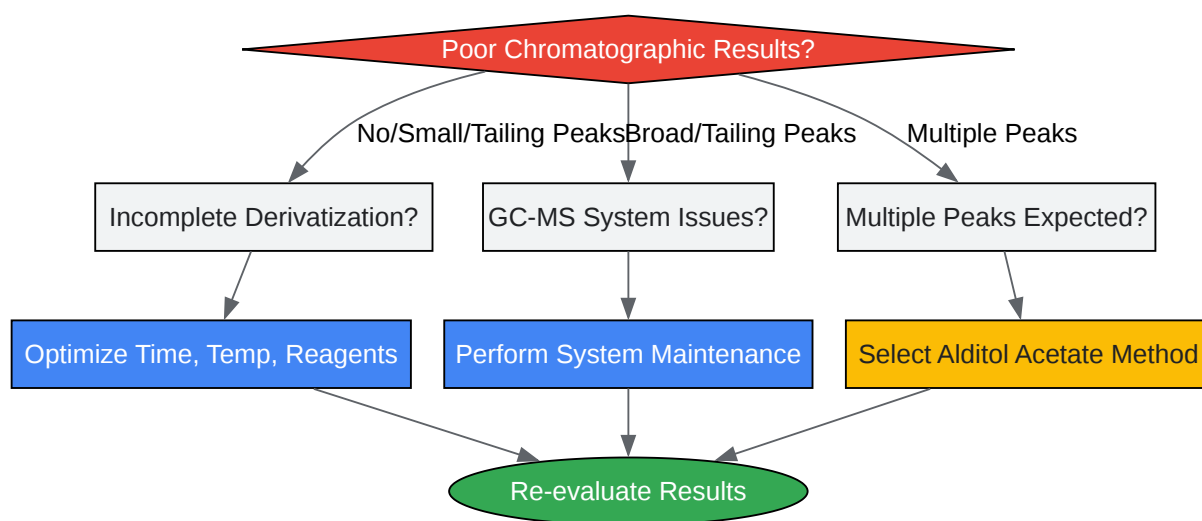 Poor Chromatographic Results?
No/Small/Tailing Peaks
Broad/Tailing Peaks
Multiple Peaks
Incomplete Derivatization?
GC-MS System Issues?
Multiple Peaks Expected?
Optimize Time, Temp, Reagents
Perform System Maintenance
Select Alditol Acetate Method
Re-evaluate Results